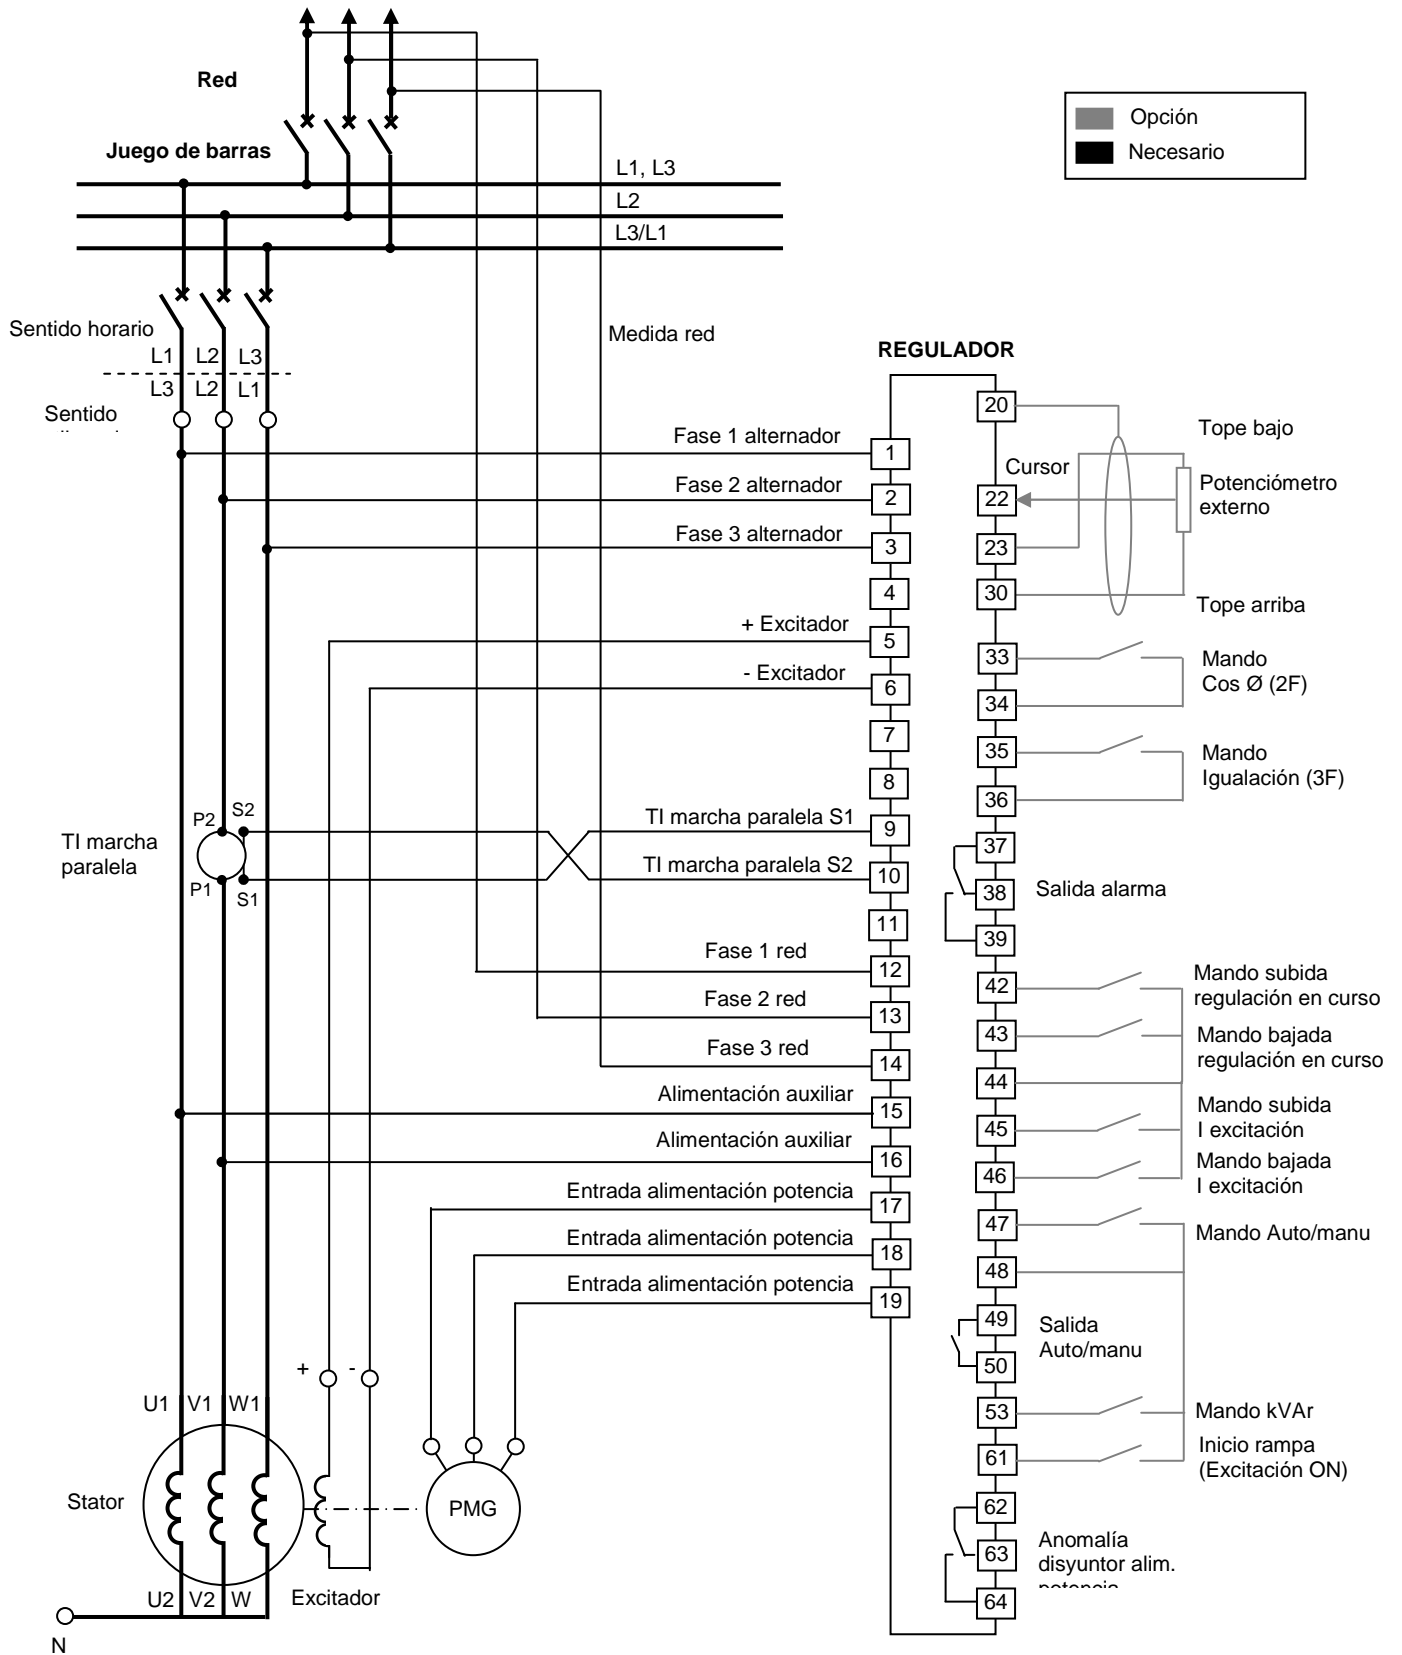 Red
Opción
Necesario
Juego de barras
L1, L3
L2
L3/L1
Sentido horario
Medida red
L1 L2 L3
L3 L2 L1
Sentido
REGULADOR
20
Fase 1 alternador
1
Tope bajo
Cursor
Fase 2 alternador
2
22
Potenciómetro
externo
Fase 3 alternador
3
23
4
30
Tope arriba
+ Excitador
5
33
Mando
Cos Ø (2F)
- Excitador
6
34
7
35
Mando
Igualación (3F)
8
36
P2 S2
TI marcha
paralela
TI marcha paralela S1
9
37
P1 S1
TI marcha paralela S2
10
38
Salida alarma
11
39
Fase 1 red
12
42
Mando subida
regulación en curso
Fase 2 red
13
43
Mando bajada
regulación en curso
Fase 3 red
14
44
Alimentación auxiliar
15
45
Mando subida
I excitación
Alimentación auxiliar
16
46
Mando bajada
I excitación
Entrada alimentación potencia
17
47
Mando Auto/manu
Entrada alimentación potencia
18
48
Entrada alimentación potencia
19
49
Salida
Auto/manu
50
+ -
U1 V1 W1
53
Mando kVAr
61
Inicio rampa
(Excitación ON)
Stator
PMG
62
63
Anomalía
disyuntor alim.
64
U2 V2 W
Excitador
N